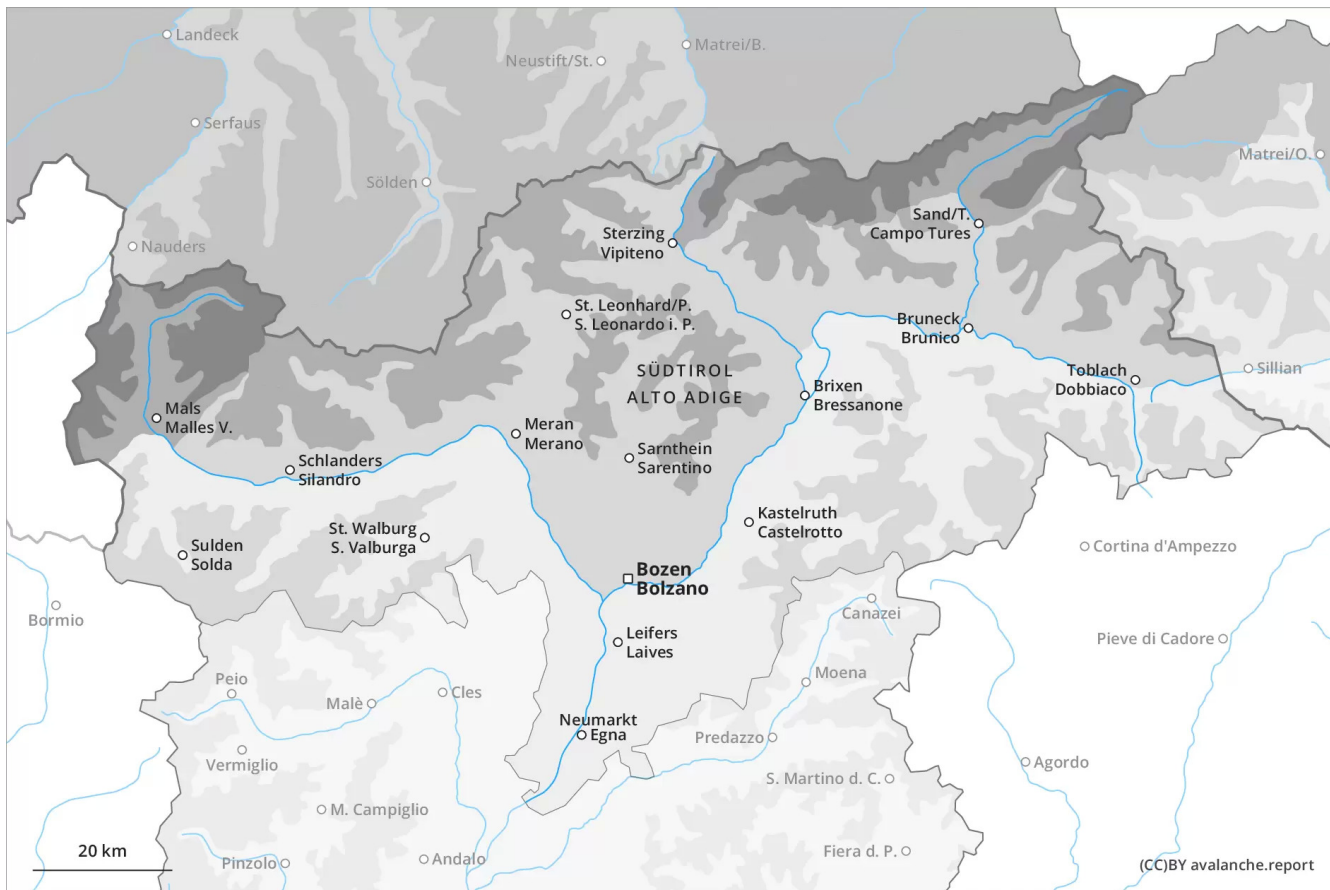 Landeck
Matrei/B.
Neustift/St.
Serfaus
Matrei/O.
Sölden
Sand/T.
Campo Tures
Nauders
Sterzing
Vipiteno
St. Leonhard/P.
S. Leonardo i. P.
Bruneck
Brunico
SÜDTIROL
ALTO ADIGE
Toblach
Dobbiaco
Sillian
Brixen
Bressanone
Mals
Malles V.
Meran
Merano
Sarnthein
Sarentino
Schlanders
Silandro
Kastelruth
Castelrotto
St. Walburg
S. Valburga
Sulden
Solda
Cortina d'Ampezzo
Bozen
Bolzano
Bormio
Canazei
Leifers
Laives
Pieve di Cadore
Peio
Malè
Cles
Moena
Neumarkt
Egna
Predazzo
Vermiglio
Agordo
S. Martino d. C.
M. Campiglio
20 km
Pinzolo
Andalo
Fiera d. P.
(CC)BY avalanche.report